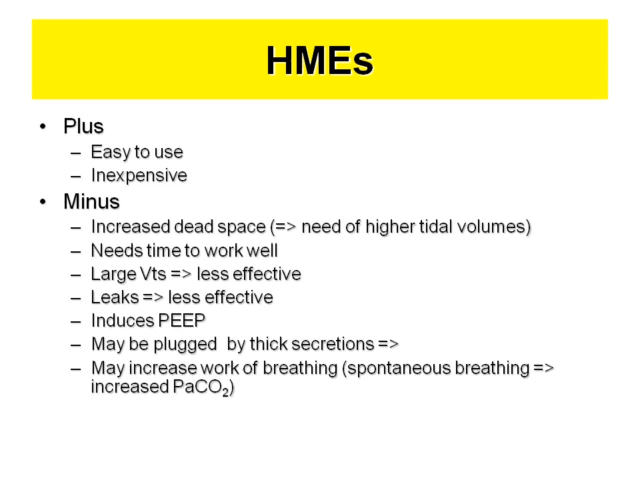 HMEs
• Plus
– Easy to use
– Inexpensive
• Minus
– Increased dead space (=> need of higher tidal volumes)
– Needs time to work well
– Large Vts => less effective
– Leaks => less effective
– Induces PEEP
– May be plugged  by thick secretions =>
– May increase work of breathing (spontaneous breathing =>
increased PaCO₂)